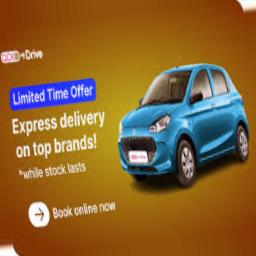 Drive
Limited Time Offer
Express delivery
on top brands!
*while stock lasts
Book online now